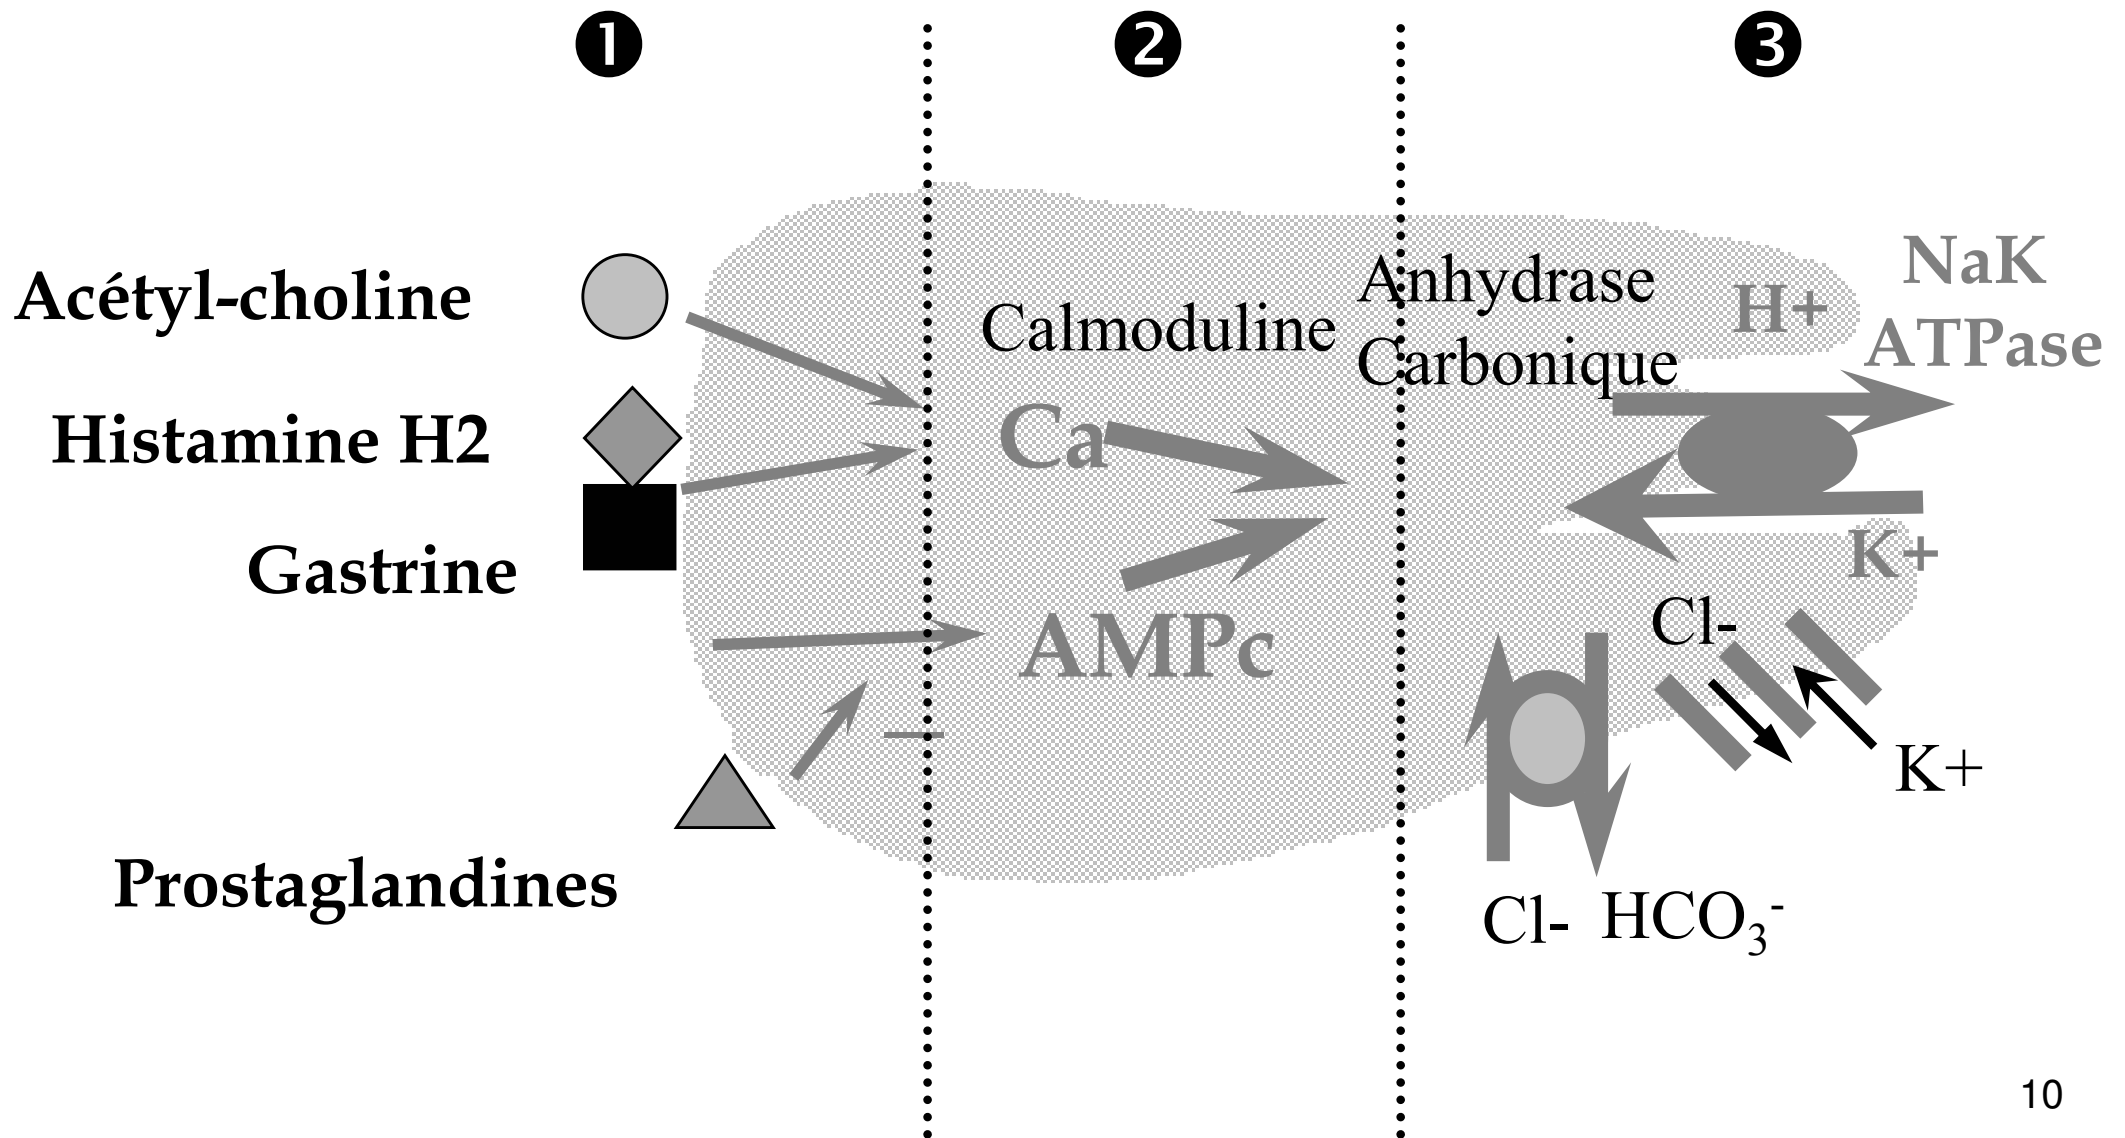 ❶ ❷ ❸
Acétyl-choline
Histamine H2
Gastrine
Prostaglandines
Calmoduline
Ca
AMPc
Anhydrase
Carbonique
H+
NaK
ATPase
K+
Cl-
K+
Cl- HCO₃⁻
10